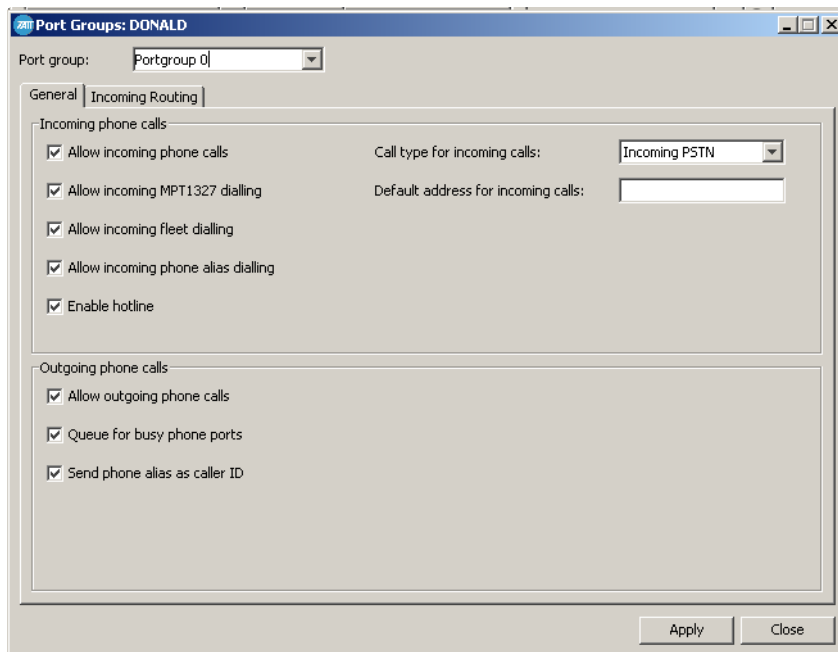 TAIT Port Groups: DONALD
Port group: Portgroup 0
General Incoming Routing
Incoming phone calls
Allow incoming phone calls Call type for incoming calls: Incoming PSTN
Allow incoming MPT1327 dialling Default address for incoming calls:
Allow incoming fleet dialling
Allow incoming phone alias dialling
Enable hotline
Outgoing phone calls
Allow outgoing phone calls
Queue for busy phone ports
Send phone alias as caller ID
Apply Close